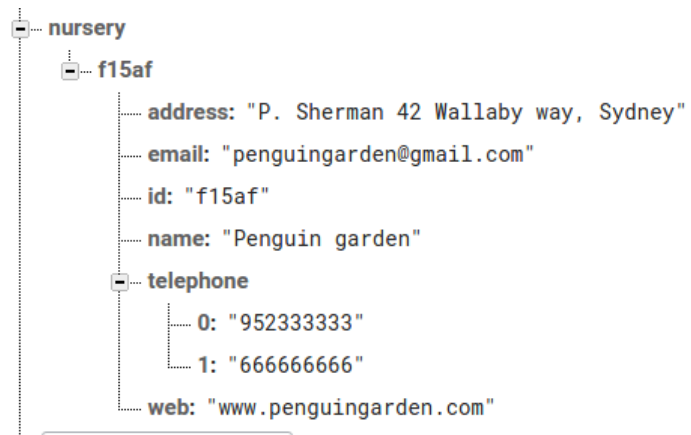 nursery
f15af
address: "P. Sherman 42 Wallaby way, Sydney"
email: "penguingarden@gmail.com"
id: "f15af"
name: "Penguin garden"
telephone
0: "952333333"
1: "666666666"
web: "www.penguingarden.com"